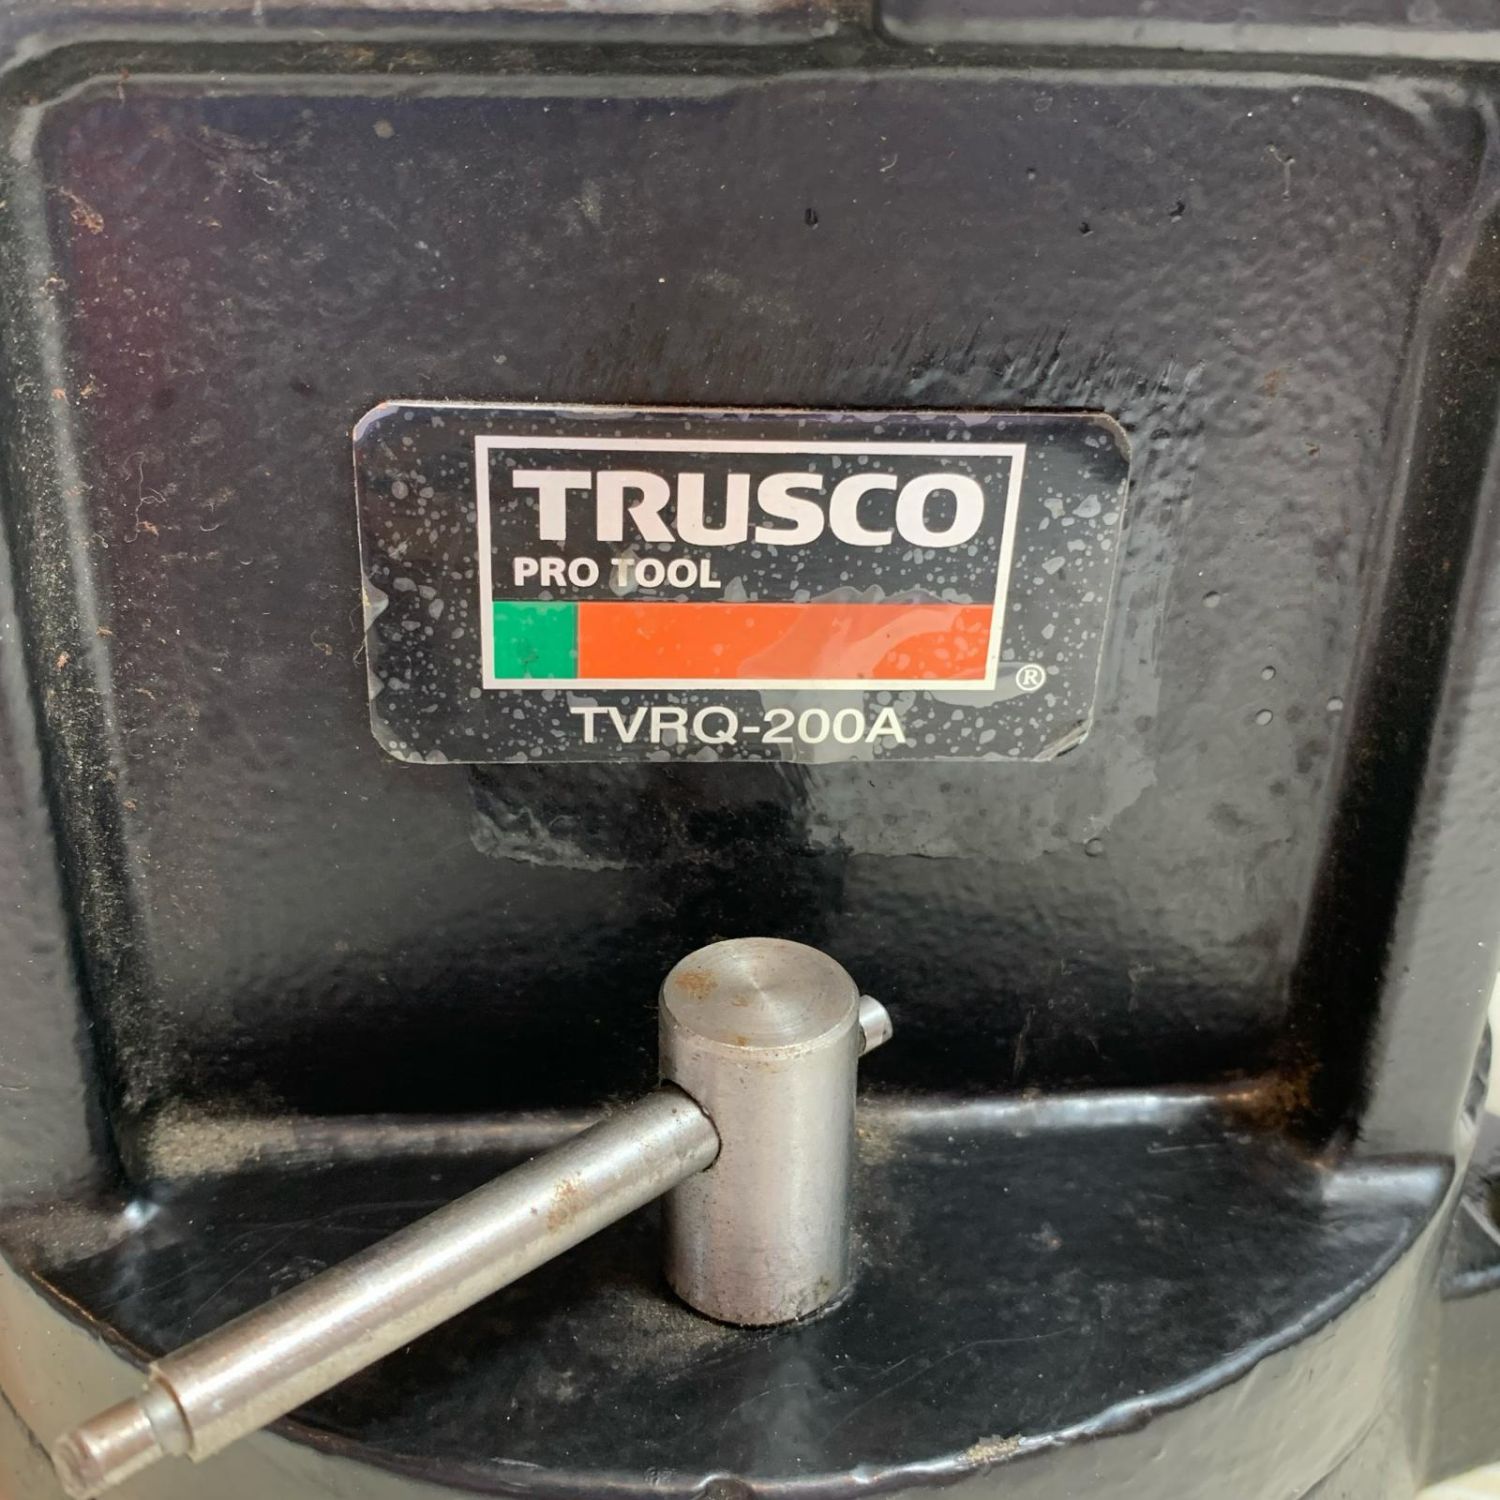 TRUSCO
PRO TOOL
®
TVRQ-200A